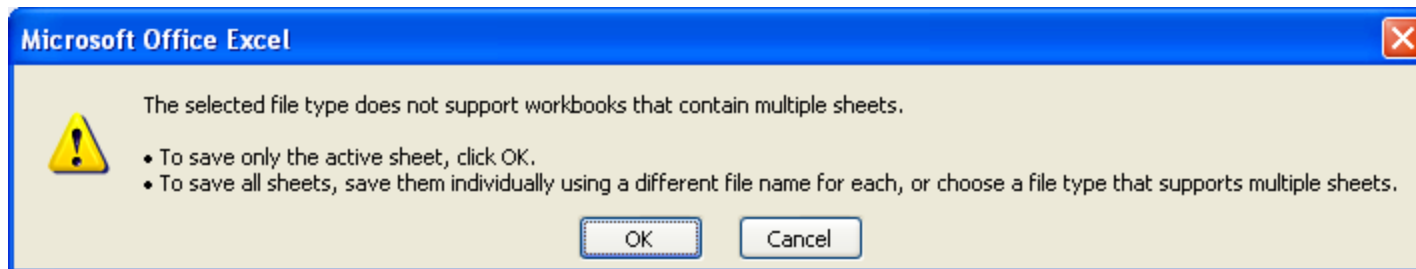 Microsoft Office Excel
The selected file type does not support workbooks that contain multiple sheets.
• To save only the active sheet, click OK.
• To save all sheets, save them individually using a different file name for each, or choose a file type that supports multiple sheets.
OK
Cancel